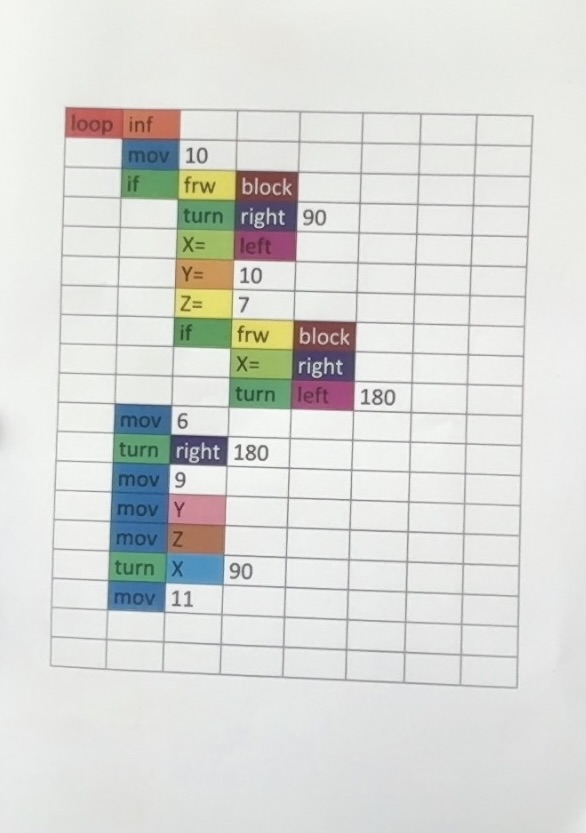 loop inf
mov 10
if frw block
turn right 90
X= left
Y= 10
Z= 7
if frw block
X= right
turn left 180
mov 6
turn right 180
mov 9
mov Y
mov Z
turn X 90
mov 11